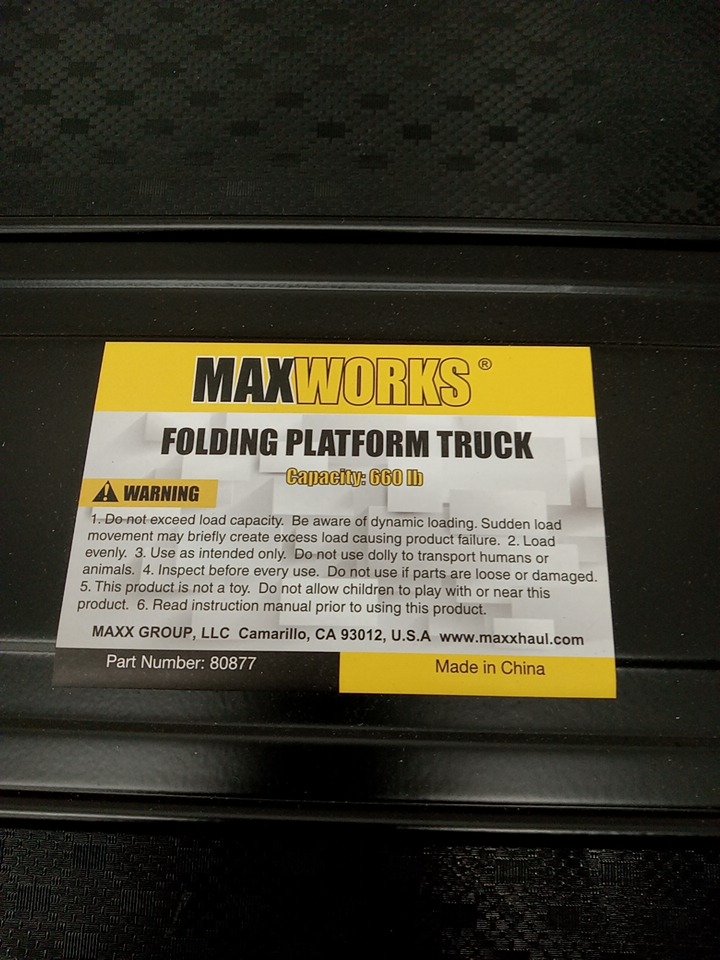 MAXWORKS®
FOLDING PLATFORM TRUCK
Capacity: 660 lb
WARNING
1. Do not exceed load capacity. Be aware of dynamic loading. Sudden load
movement may briefly create excess load causing product failure. 2. Load
evenly. 3. Use as intended only. Do not use dolly to transport humans or
animals. 4. Inspect before every use. Do not use if parts are loose or damaged.
5. This product is not a toy. Do not allow children to play with or near this
product. 6. Read instruction manual prior to using this product.
MAXX GROUP, LLC Camarillo, CA 93012, U.S.A www.maxxhaul.com
Part Number: 80877
Made in China